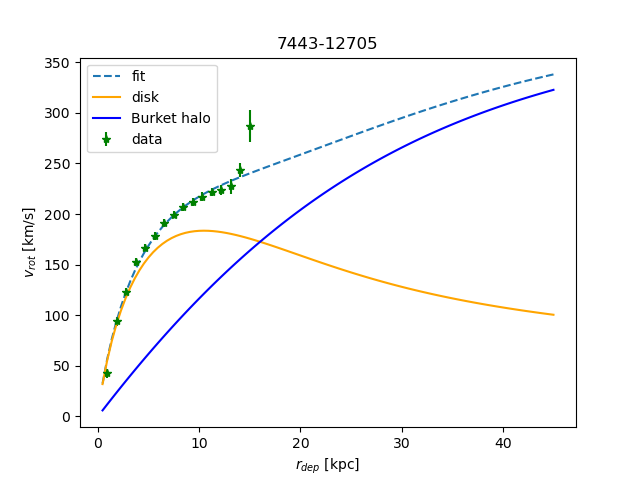 7443-12705
fit
disk
Burket halo
data
350
300
250
200
150
100
50
0
v_rot [km/s]
0 10 20 30 40
r_dep [kpc]